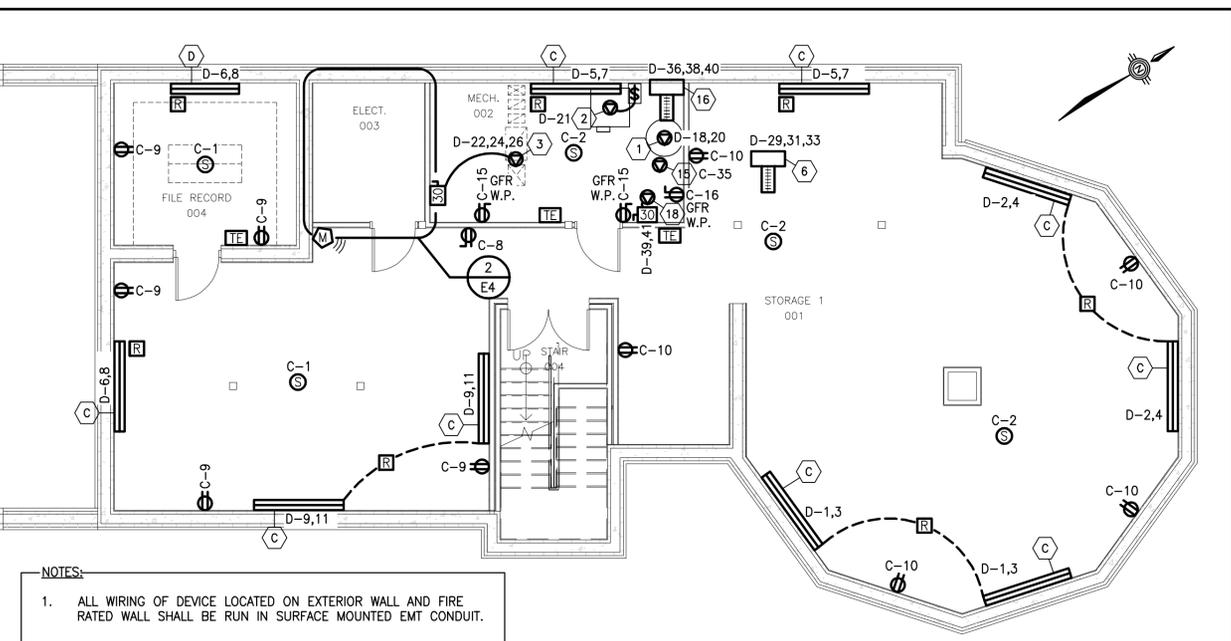 D
C
C
D-6,8
D-5,7
D-36,38,40
D-5,7
N
R
R
$
R
16
MECH.
002
ELECT.
003
D-21
2
C-2
1
D-18,20
D-29,31,33
C-9
C-1
S
D-22,24,26
3
S
C-10
15
C-35
6
FILE RECORD
004
30
C-15
GFR
W.P.
GFR
W.P.
C-15
C-16
GFR
W.P.
D-2,4
C
C-9
TE
M
TE
30
18
TE
C-8
D-39,41
C-2
S
C-10
2
E4
C-9
STORAGE 1
001
R
R
UP
STAIR
004
C-10
C-1
S
D-6,8
C
D-9,11
C
C
D-2,4
C-2
S
N
R
C-9
C-9
C
C-10
D-9,11
C
D-1,3
R
C
D-1,3
C-10
NOTES:
1. ALL WIRING OF DEVICE LOCATED ON EXTERIOR WALL AND FIRE
RATED WALL SHALL BE RUN IN SURFACE MOUNTED EMT CONDUIT.